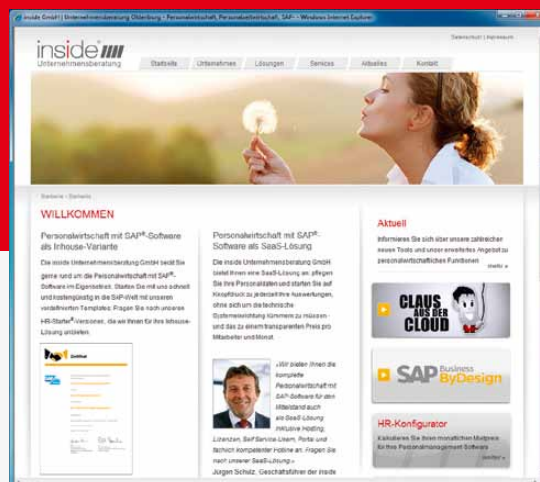 inside GmbH | Unternehmensberatung Oldenburg - Personalwirtschaft, Personalzeitwirtschaft, SAP - Windows Internet Explorer
Datenschutz | Impressum
inside
Unternehmensberatung
Startseite Unternehmen Lösungen Services Aktuelles Kontakt
Startseite > Startseite
WILLKOMMEN
Personalwirtschaft mit SAP®-Software
als Inhouse-Variante
Die inside Unternehmensberatung GmbH berät Sie
gerne rund um die Personalwirtschaft mit SAP®-
Software im Eigenbetrieb. Starten Sie mit uns schnell
und kostengünstig in die SAP-Welt mit unseren
vordefinierten Templates. Fragen Sie nach unseren
HR-Starter®-Versionen, die wir Ihnen für Ihre Inhouse-
Lösung anbieten.
Zertifikat
Personalwirtschaft mit SAP®-
Software als SaaS-Lösung
Die inside Unternehmensberatung GmbH
bietet Ihnen eine SaaS-Lösung an: pflegen
Sie Ihre Personaldaten und starten Sie auf
Knopfdruck zu jederzeit Ihre Auswertungen,
ohne sich um die technische
Systemeinrichtung kümmern zu müssen -
und das zu einem transparenten Preis pro
Mitarbeiter und Monat.
»Wir bieten Ihnen die
komplette
Personalwirtschaft mit
SAP-Software für den
Mittelstand auch
als SaaS-Lösung
inklusive Hosting,
Lizenzen, Self Service-Usern, Portal und
fachlich kompetenter Hotline an. Fragen Sie
nach unserer SaaS-Lösung.«
Jürgen Schulz, Geschäftsführer der inside
Aktuell
Informieren Sie sich über unsere zahlreichen
neuen Tools und unser erweitertes Angebot zu
personalwirtschaftlichen Funktionen
mehr »
CLAUS
AUS DER
CLOUD
SAP Business
ByDesign
HR-Konfigurator
Kalkulieren Sie Ihren monatlichen Mietpreis
für Ihre Personalmanagement Software
weiter »